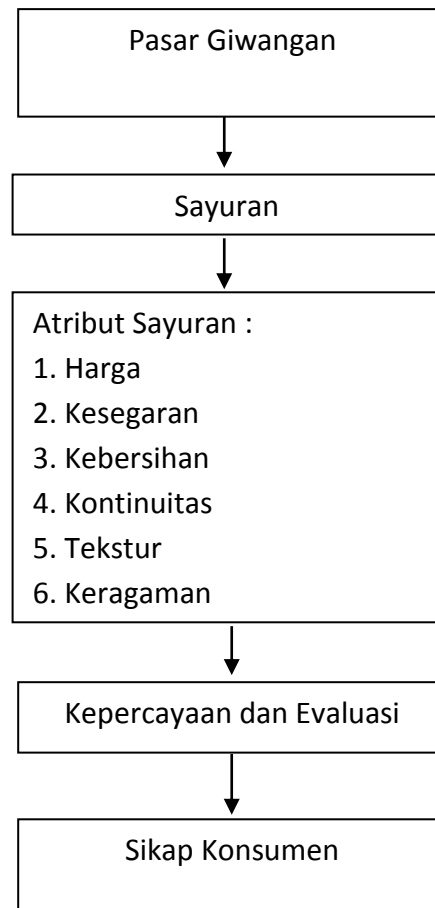 Pasar Giwangan
Sayuran
Atribut Sayuran :
1. Harga
2. Kesegaran
3. Kebersihan
4. Kontinuitas
5. Tekstur
6. Keragaman
Kepercayaan dan Evaluasi
Sikap Konsumen